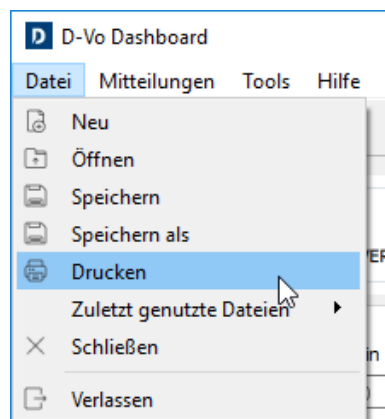 D-Vo Dashboard
Datei Mitteilungen Tools Hilfe
Neu
Öffnen
Speichern
Speichern als
Drucken
Zuletzt genutzte Dateien
Schließen
Verlassen